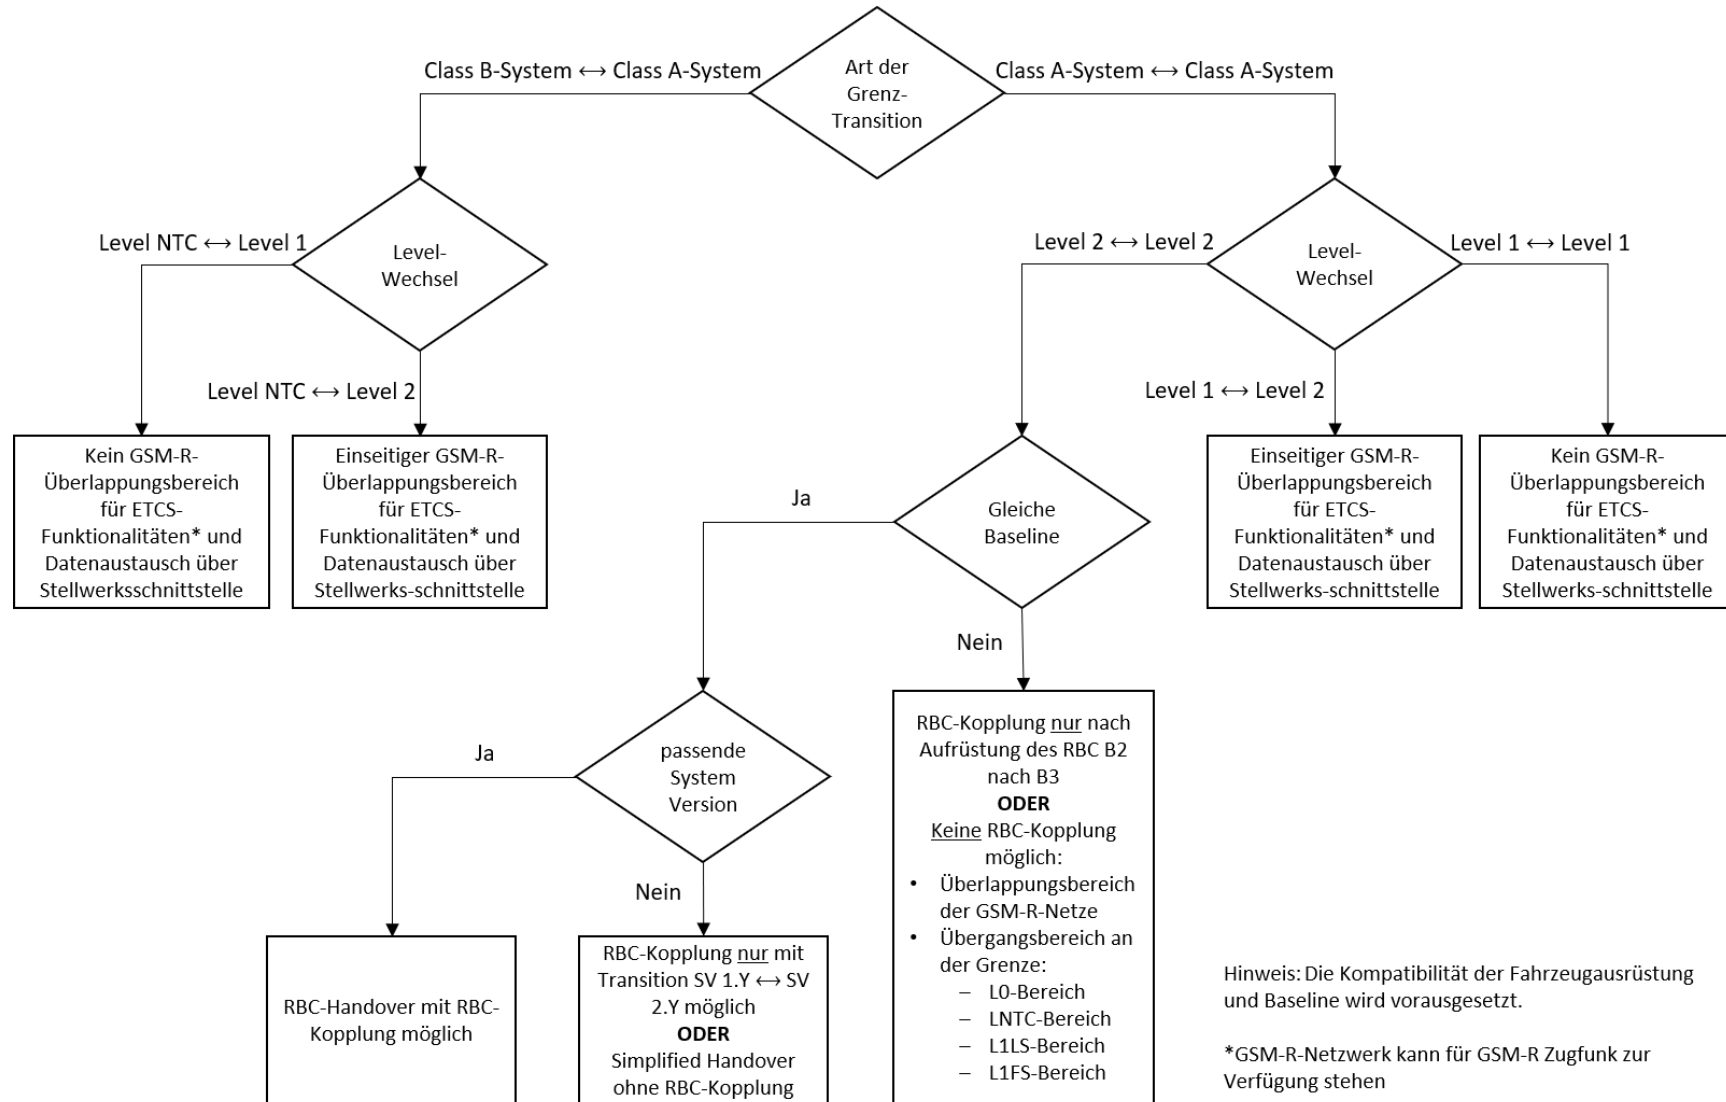 Art der
Grenz-
Transition
Class B-System ↔ Class A-System
Class A-System ↔ Class A-System
Level-
Wechsel
Level NTC ↔ Level 1
Level NTC ↔ Level 2
Level-
Wechsel
Level 2 ↔ Level 2
Level 1 ↔ Level 1
Level 1 ↔ Level 2
Kein GSM-R-
Überlappungsbereich
für ETCS-
Funktionalitäten* und
Datenaustausch über
Stellwerksschnittstelle
Einseitiger GSM-R-
Überlappungsbereich
für ETCS-
Funktionalitäten* und
Datenaustausch über
Stellwerks-schnittstelle
Gleiche
Baseline
Einseitiger GSM-R-
Überlappungsbereich
für ETCS-
Funktionalitäten* und
Datenaustausch über
Stellwerks-schnittstelle
Kein GSM-R-
Überlappungsbereich
für ETCS-
Funktionalitäten* und
Datenaustausch über
Stellwerks-schnittstelle
Ja
Nein
passende
System
Version
Ja
Nein
RBC-Kopplung nur nach
Aufrüstung des RBC B2
nach B3
ODER
Keine RBC-Kopplung
möglich:
• Überlappungsbereich
der GSM-R-Netze
• Übergangsbereich an
der Grenze:
– L0-Bereich
– LNTC-Bereich
– L1LS-Bereich
– L1FS-Bereich
RBC-Handover mit RBC-
Kopplung möglich
RBC-Kopplung nur mit
Transition SV 1.Y ↔ SV
2.Y möglich
ODER
Simplified Handover
ohne RBC-Kopplung
Hinweis: Die Kompatibilität der Fahrzeugausrüstung
und Baseline wird vorausgesetzt.
*GSM-R-Netzwerk kann für GSM-R Zugfunk zur
Verfügung stehen